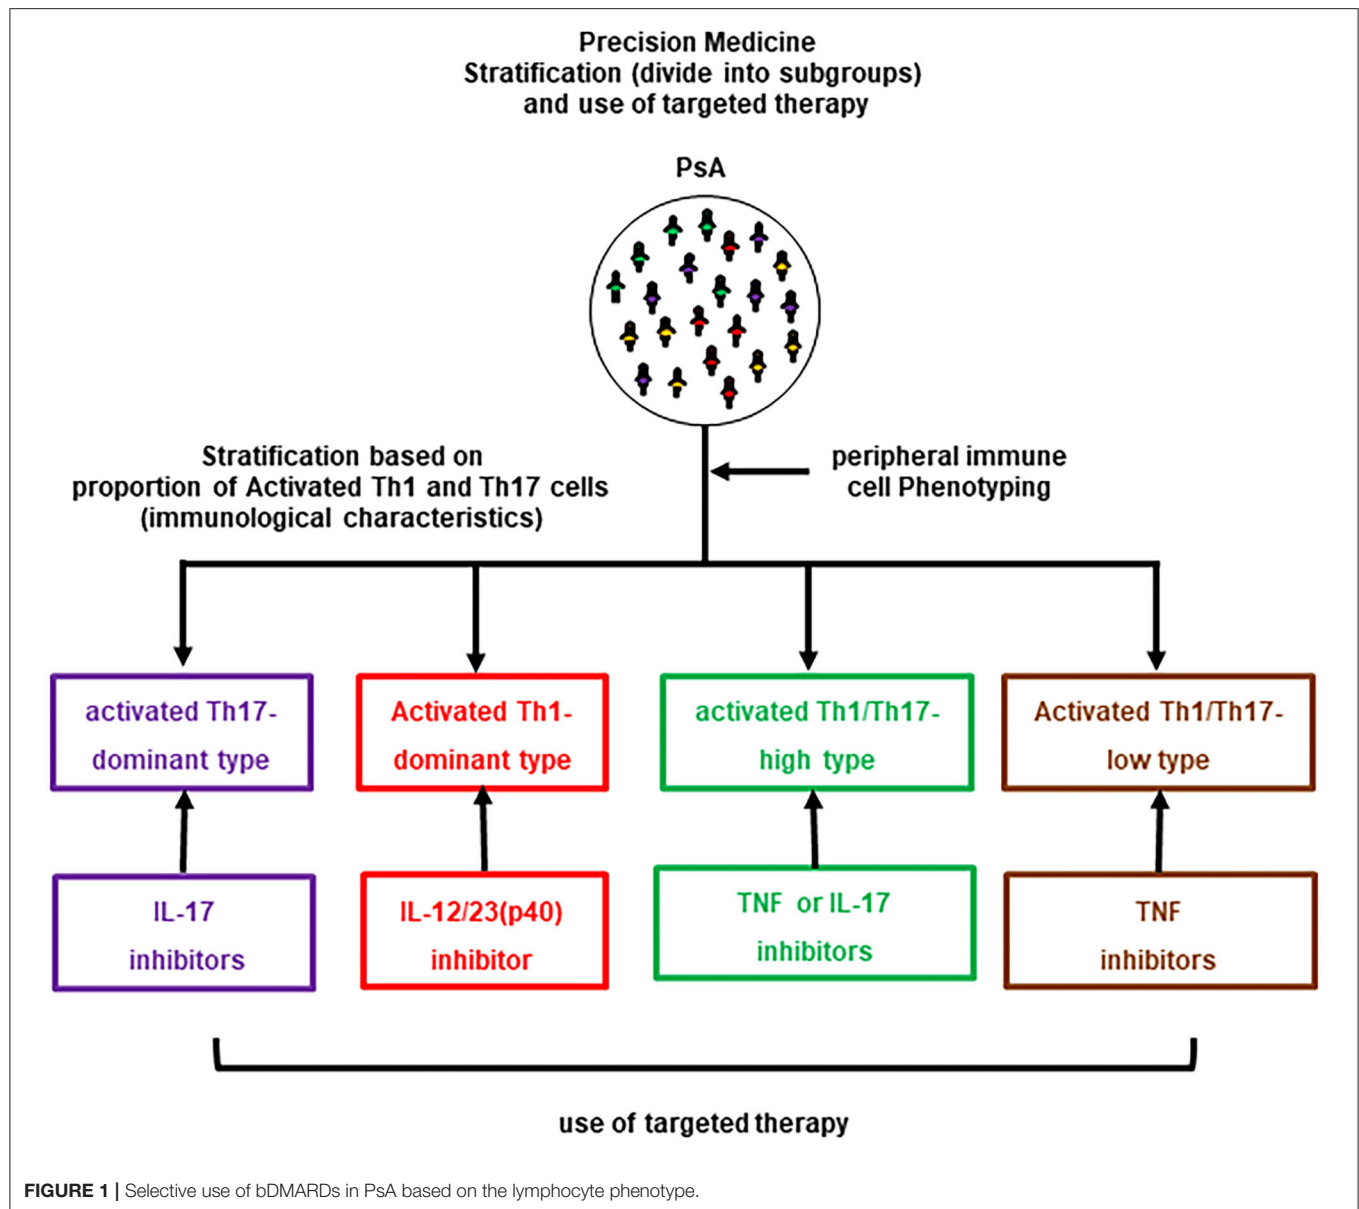 Precision Medicine
Stratification (divide into subgroups)
and use of targeted therapy
PsA
Stratification based on
proportion of Activated Th1 and Th17 cells
(immunological characteristics)
peripheral immune
cell Phenotyping
activated Th17-
dominant type
Activated Th1-
dominant type
activated Th1/Th17-
high type
Activated Th1/Th17-
low type
IL-17
inhibitors
IL-12/23(p40)
inhibitor
TNF or IL-17
inhibitors
TNF
inhibitors
use of targeted therapy
FIGURE 1 | Selective use of bDMARDs in PsA based on the lymphocyte phenotype.